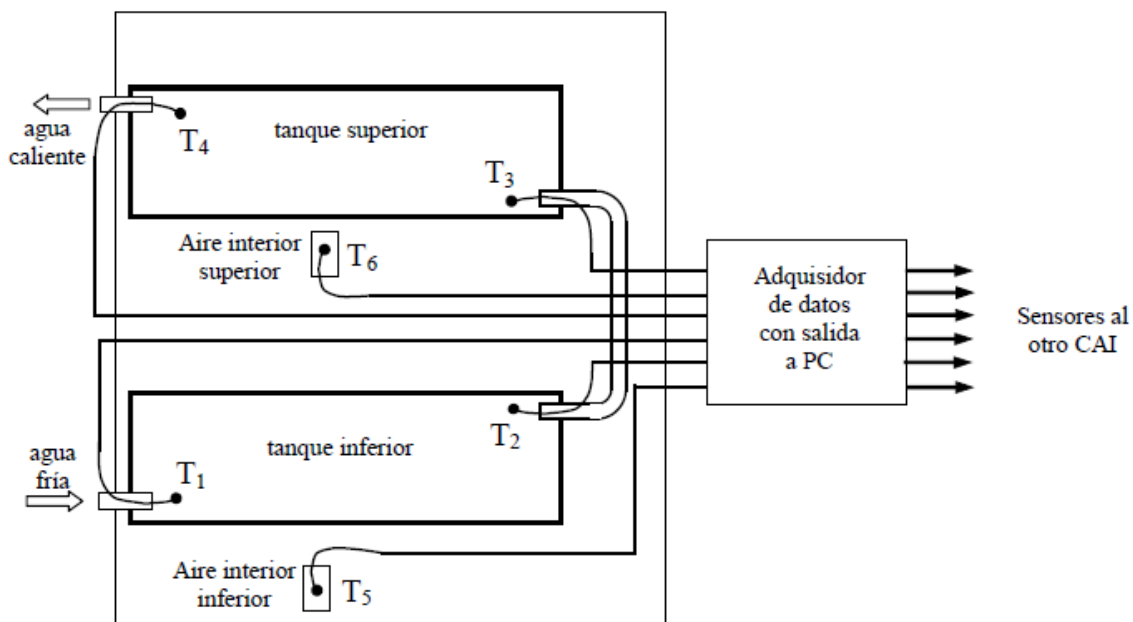 agua
caliente
T4
tanque superior
T3
Aire interior
superior
T6
Adquisidor
de datos
con salida
a PC
Sensores al
otro CAI
agua
fría
T1
tanque inferior
T2
Aire interior
inferior
T5